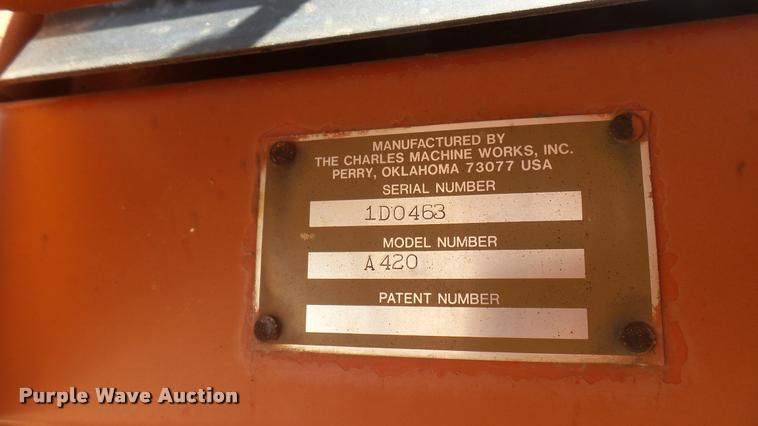 MANUFACTURED BY
THE CHARLES MACHINE WORKS, INC.
PERRY, OKLAHOMA 73077 USA
SERIAL NUMBER
1D0463
MODEL NUMBER
A420
PATENT NUMBER
Purple Wave Auction